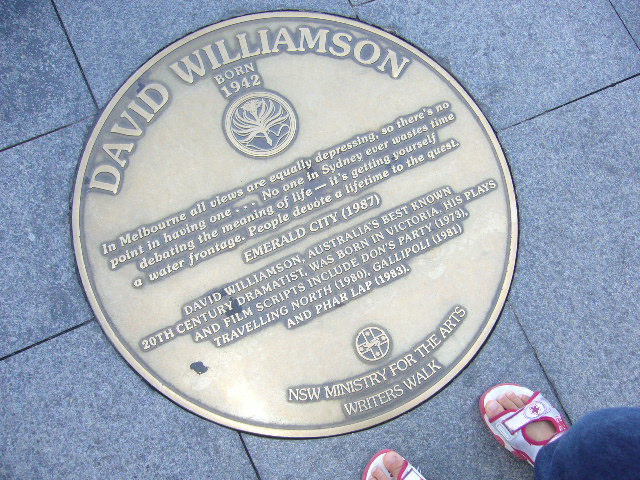 DAVID WILLIAMSON
BORN
1942
In Melbourne all views are equally depressing, so there's no
point in having one . . . No one in Sydney ever wastes time
debating the meaning of life — it's getting yourself
a water frontage. People devote a lifetime to the quest.
EMERALD CITY (1987)
DAVID WILLIAMSON, AUSTRALIA'S BEST KNOWN
20TH CENTURY DRAMATIST, WAS BORN IN VICTORIA. HIS PLAYS
AND FILM SCRIPTS INCLUDE DON'S PARTY (1973),
TRAVELLING NORTH (1980), GALLIPOLI (1981)
AND PHAR LAP (1983).
NSW MINISTRY FOR THE ARTS
WRITERS WALK